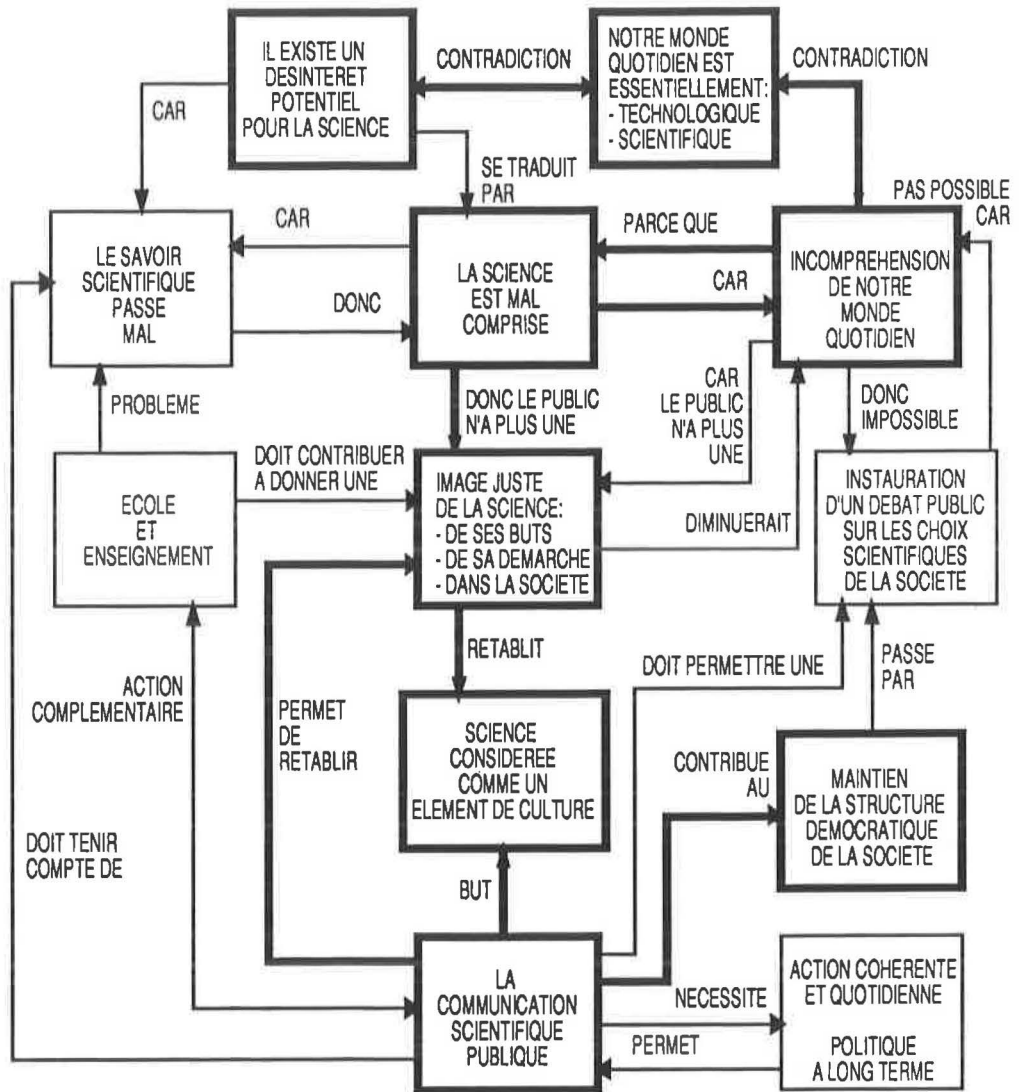 IL EXISTE UN
DESINTERET
POTENTIEL
POUR LA SCIENCE
CONTRADICTION
NOTRE MONDE
QUOTIDIEN EST
ESSENTIELLEMENT:
- TECHNOLOGIQUE
- SCIENTIFIQUE
CONTRADICTION
CAR
SE TRADUIT
PAR
PAS POSSIBLE
CAR
LE SAVOIR
SCIENTIFIQUE
PASSE
MAL
CAR
DONC
LA SCIENCE
EST MAL
COMPRISE
PARCE QUE
CAR
INCOMPREHENSION
DE NOTRE
MONDE
QUOTIDIEN
PROBLEME
DONC LE PUBLIC
N'A PLUS UNE
CAR
LE PUBLIC
N'A PLUS
UNE
DONC
IMPOSSIBLE
ECOLE
ET
ENSEIGNEMENT
DOIT CONTRIBUER
A DONNER UNE
IMAGE JUSTE
DE LA SCIENCE:
- DE SES BUTS
- DE SA DEMARCHE
- DANS LA SOCIETE
DIMINUERAIT
INSTAURATION
D'UN DEBAT PUBLIC
SUR LES CHOIX
SCIENTIFIQUES
DE LA SOCIETE
RETABLIT
DOIT PERMETTRE UNE
PASSE
PAR
ACTION
COMPLEMENTAIRE
PERMET
DE
RETABLIR
SCIENCE
CONSIDEREE
COMME UN
ELEMENT DE CULTURE
CONTRIBUE
AU
MAINTIEN
DE LA STRUCTURE
DEMOCRATIQUE
DE LA SOCIETE
DOIT TENIR
COMPTE DE
BUT
LA
COMMUNICATION
SCIENTIFIQUE
PUBLIQUE
NECESSITE
PERMET
ACTION COHERENTE
ET QUOTIDIENNE
POLITIQUE
A LONG TERME